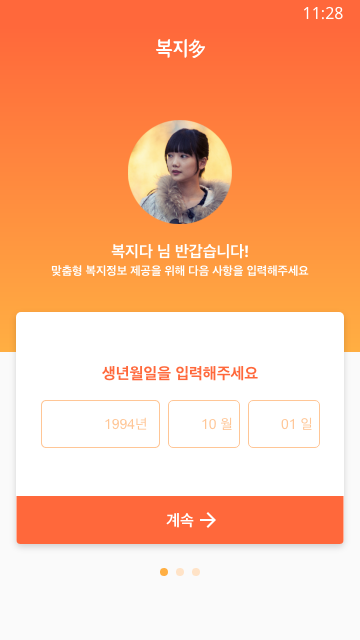 11:28
복지多
복지다 님 반갑습니다!
맞춤형 복지정보 제공을 위해 다음 사항을 입력해주세요
생년월일을 입력해주세요
1994년 10 월 01 일
계속 →